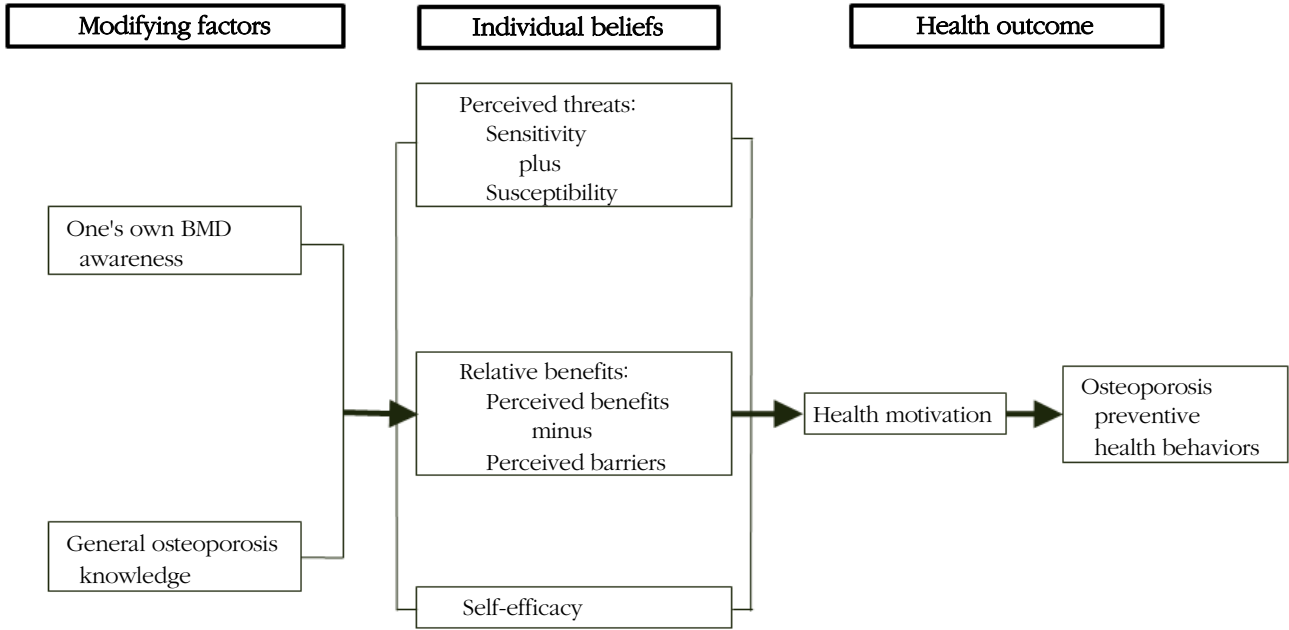 Modifying factors
Individual beliefs
Health outcome
Perceived threats:
Sensitivity
plus
Susceptibility
One's own BMD
awareness
Relative benefits:
Perceived benefits
minus
Perceived barriers
Health motivation
Osteoporosis
preventive
health behaviors
General osteoporosis
knowledge
Self-efficacy